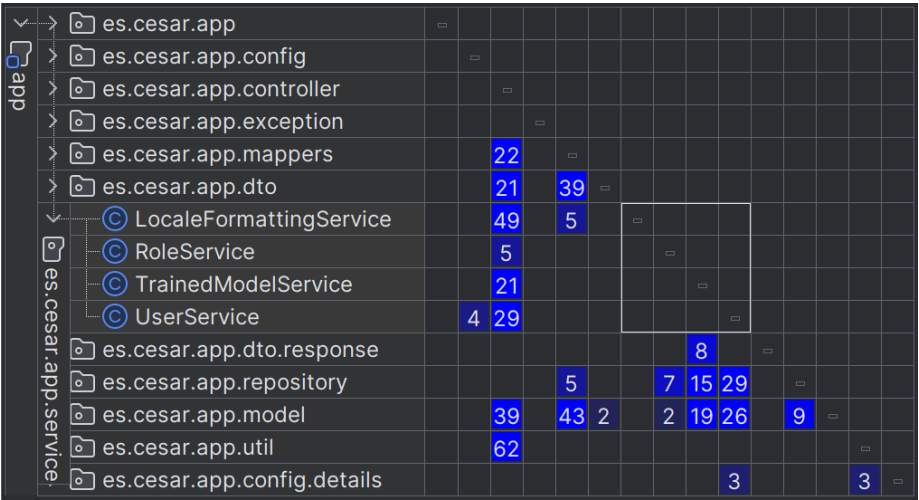 es.cesar.app
app
es.cesar.app.config
es.cesar.app.controller
es.cesar.app.exception
es.cesar.app.mappers 22
es.cesar.app.dto 21 39
LocaleFormattingService 49 5
RoleService 5
TrainedModelService 21
UserService 4 29
es.cesar.app.service
es.cesar.app.dto.response 8
es.cesar.app.repository 5 7 15 29
es.cesar.app.model 39 43 2 2 19 26 9
es.cesar.app.util 62
es.cesar.app.config.details 3 3